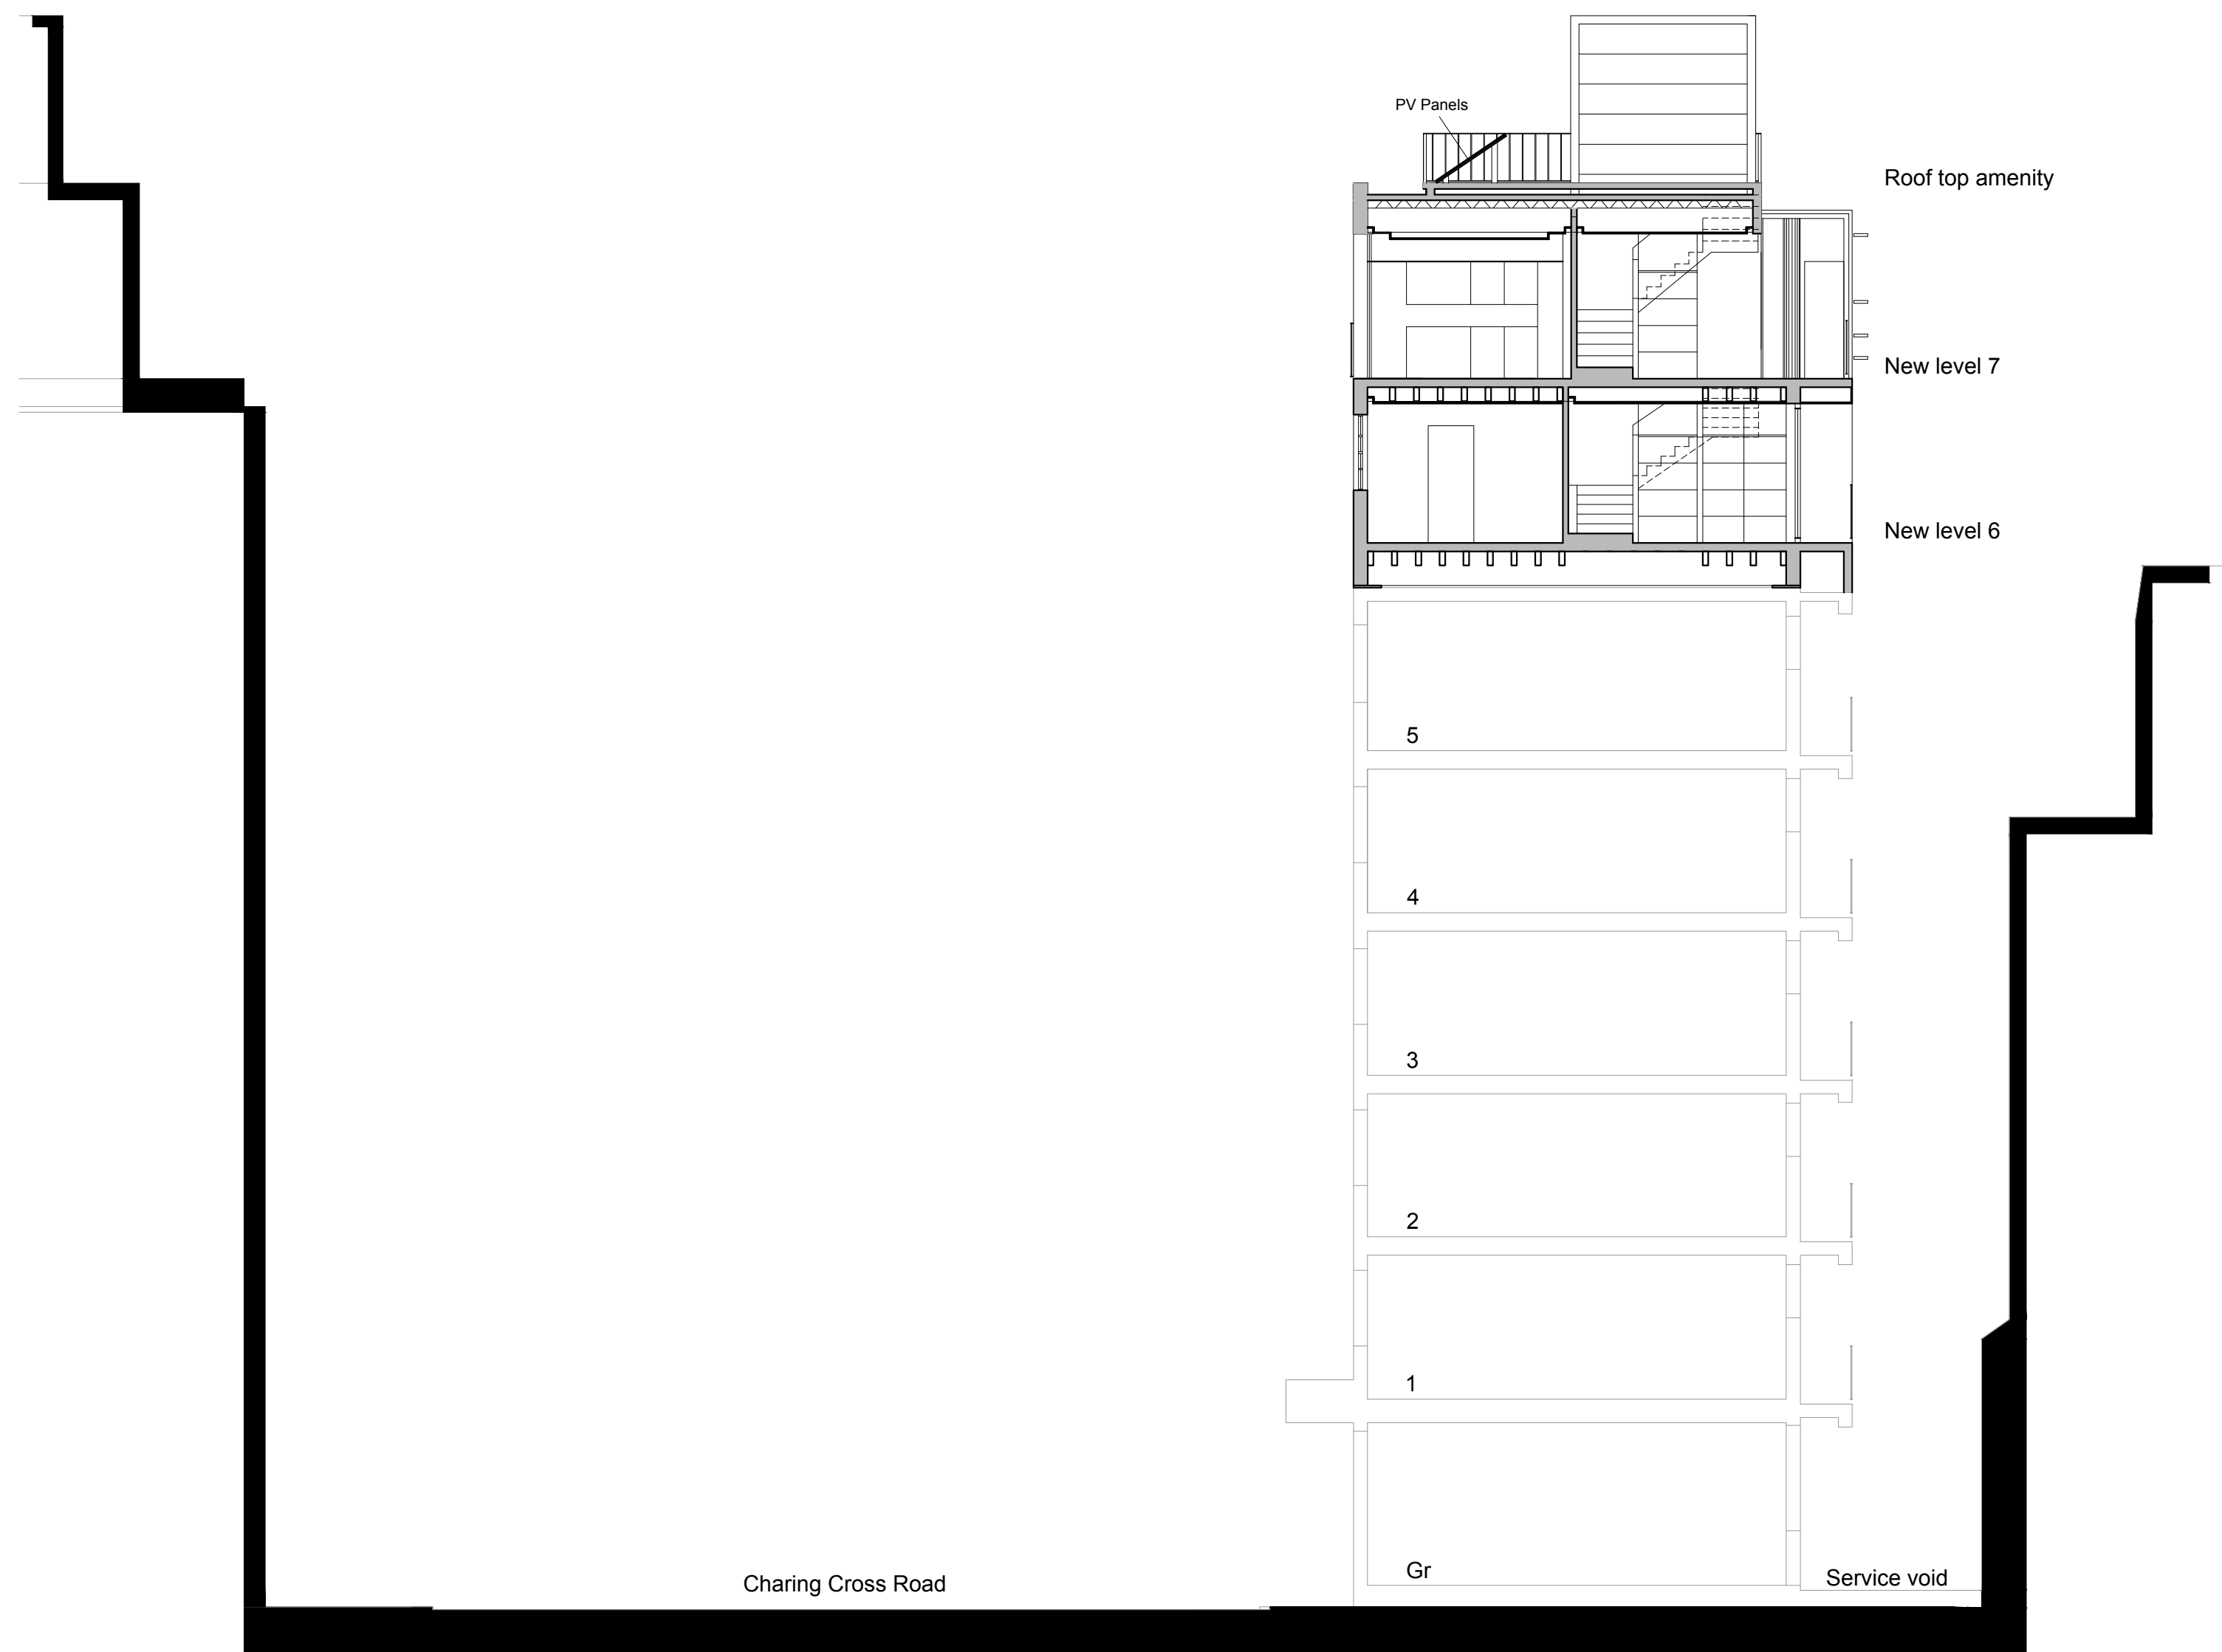 PV Panels
Roof top amenity
New level 7
New level 6
5
4
3
2
1
Gr
Charing Cross Road
Service void